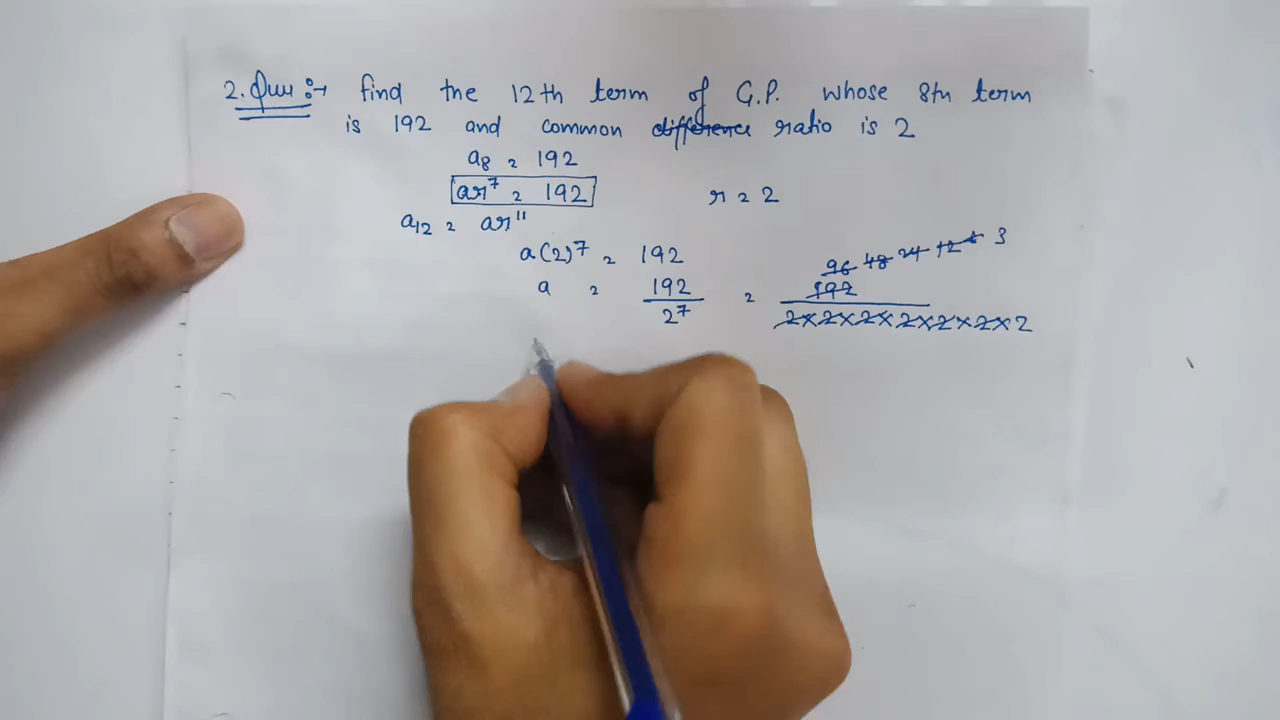 2. Que :→ find the 12th term of G.P. whose 8th term
is 192 and common difference ratio is 2
a₈ = 192
ar⁷ = 192 r = 2
a₁₂ = ar¹¹
a(2)⁷ = 192
96 48 24 12 6 3
a = 192/2⁷ = 192/2×2×2×2×2×2×2